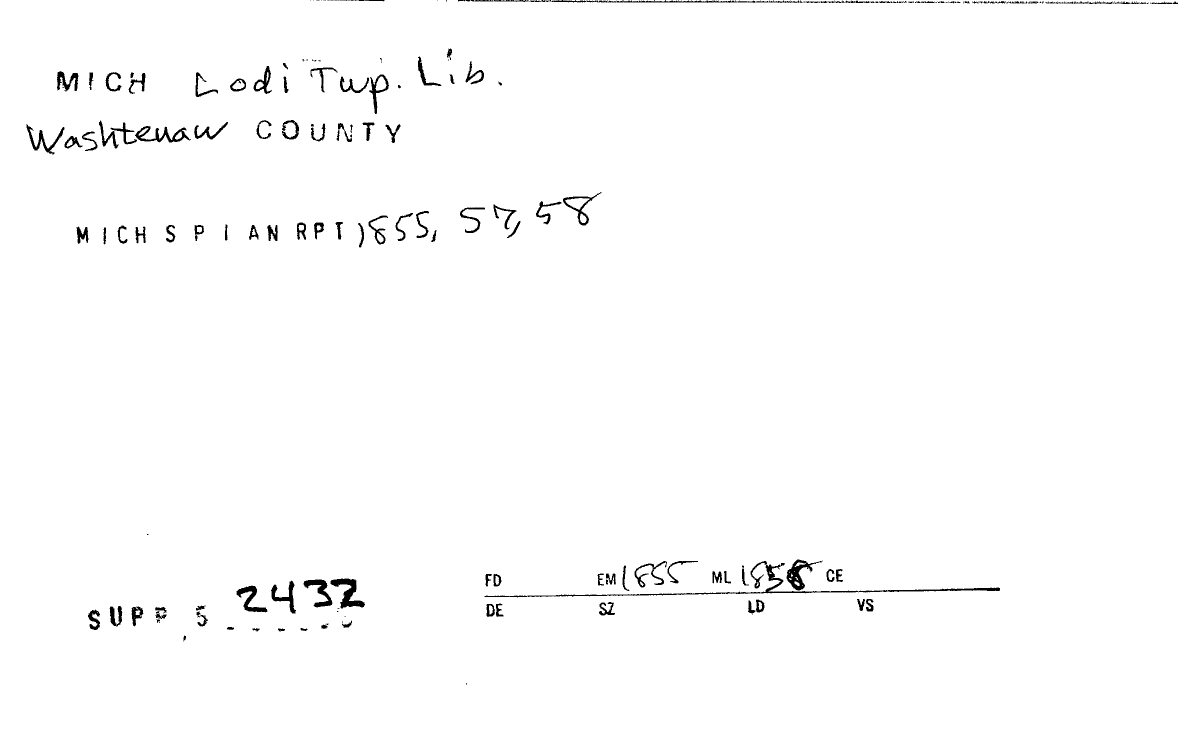 MICH Lodi Twp. Lib.
Washtenaw COUNTY
MICH S P I AN RPT 1855, 57, 58
FD EM 1855 ML 1858 CE
SUPP 5 2432
DE SZ LD VS